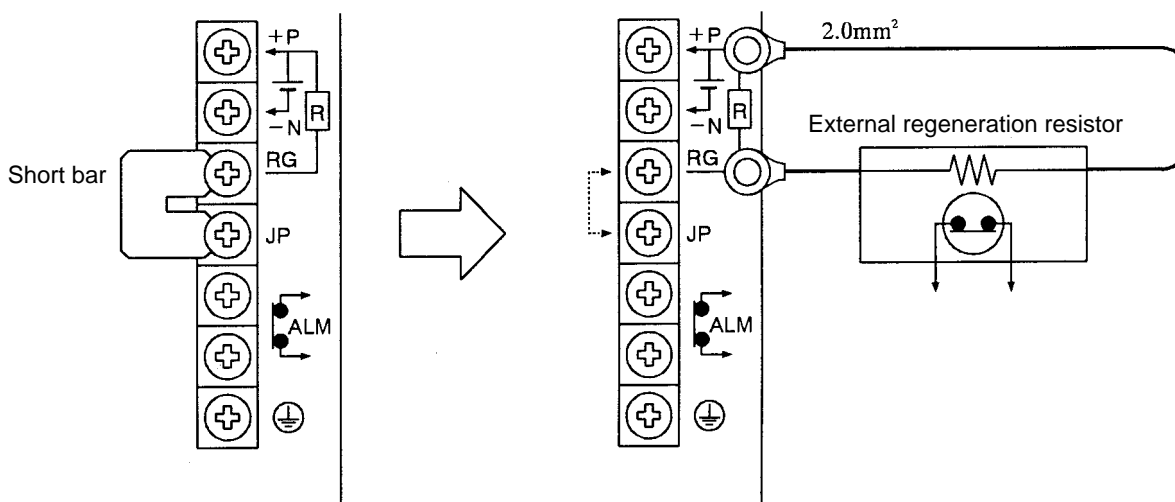 +P
R
−N
Short bar
RG
JP
ALM
+P
2.0mm²
R
−N
External regeneration resistor
RG
JP
ALM